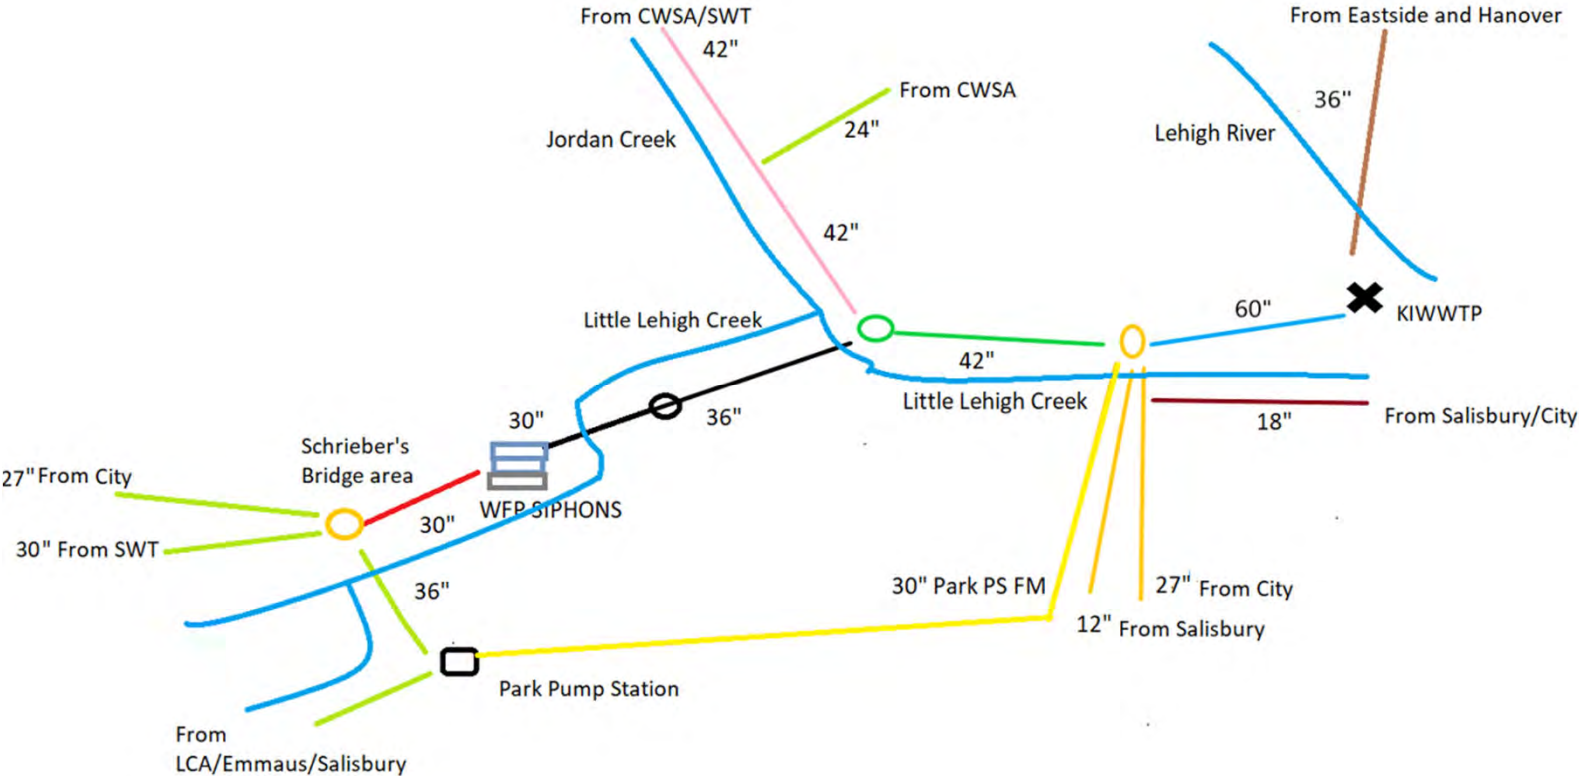 From CWSA/SWT
From Eastside and Hanover
42"
From CWSA
36"
24"
Lehigh River
Jordan Creek
42"
60"
KIWWTP
Little Lehigh Creek
42"
Little Lehigh Creek
18"
From Salisbury/City
30"
36"
Schrieber's
Bridge area
27" From City
WFP SIPHONS
30"
30" From SWT
36"
30" Park PS FM
27" From City
12" From Salisbury
Park Pump Station
From
LCA/Emmaus/Salisbury